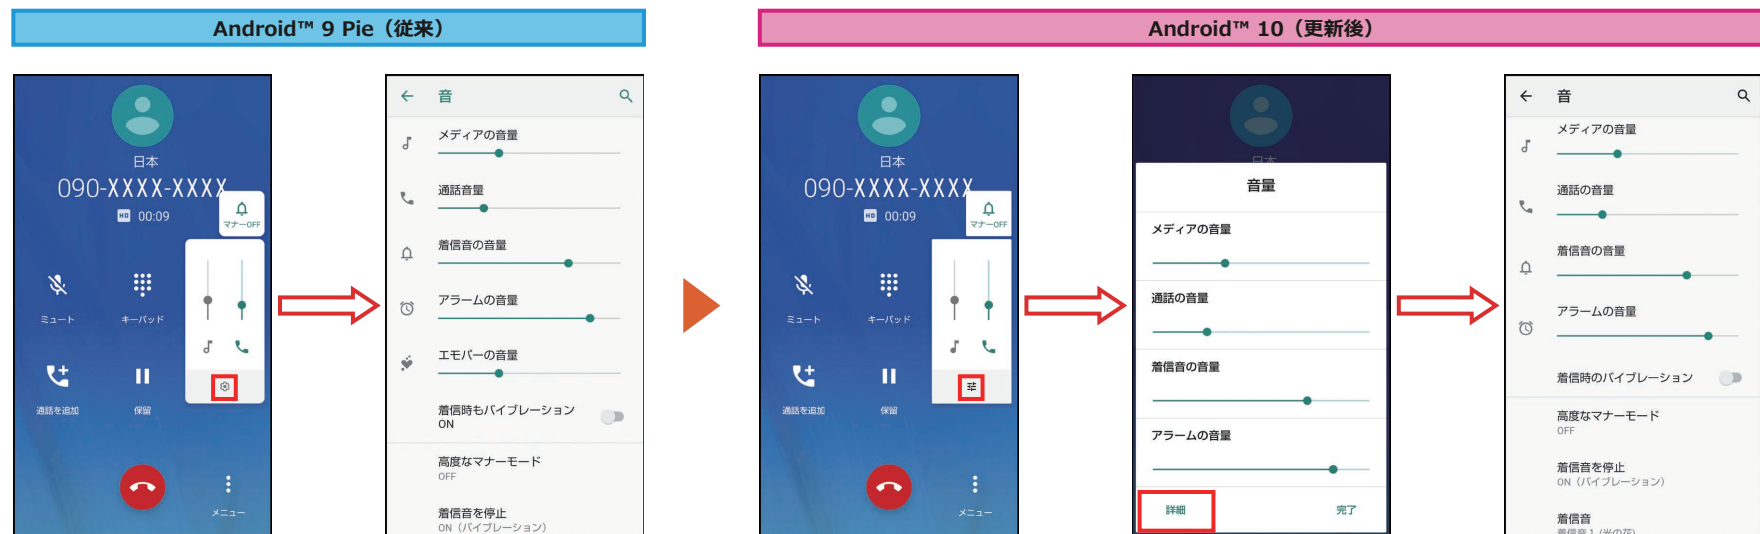 Android™ 9 Pie（従来）
Android™ 10（更新後）
日本
090-XXXX-XXXX
HD 00:09
マナーOFF
ミュート
キーパッド
通話を追加
保留
メニュー
音
メディアの音量
通話音量
着信音の音量
アラームの音量
エモパーの音量
着信時もバイブレーション
ON
高度なマナーモード
OFF
着信音を停止
ON（バイブレーション）
日本
090-XXXX-XXXX
HD 00:09
マナーOFF
ミュート
キーパッド
通話を追加
保留
メニュー
日本
音量
メディアの音量
通話の音量
着信音の音量
アラームの音量
詳細
完了
音
メディアの音量
通話の音量
着信音の音量
アラームの音量
着信時のバイブレーション
高度なマナーモード
OFF
着信音を停止
ON（バイブレーション）
着信音
着信音１（光の花）